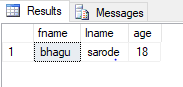 Results Messages
fname lname age
1 bhagu sarode 18